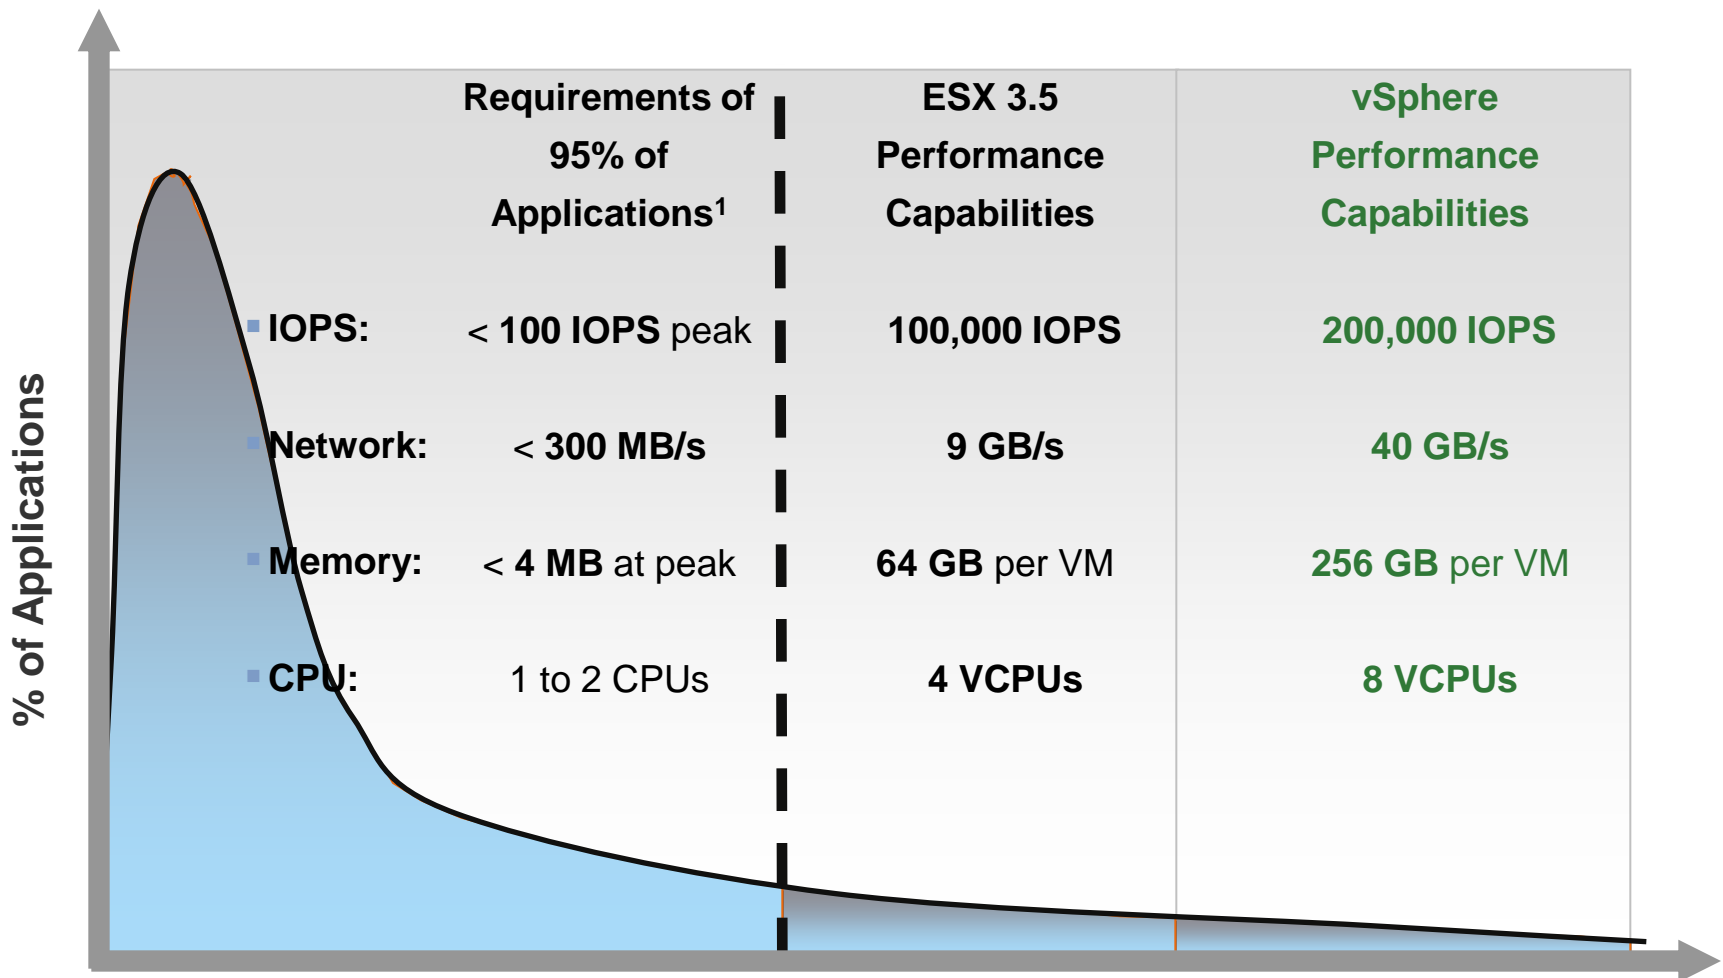 Requirements of
95% of
Applications¹
ESX 3.5
Performance
Capabilities
vSphere
Performance
Capabilities
IOPS: < 100 IOPS peak 100,000 IOPS 200,000 IOPS
Network: < 300 MB/s 9 GB/s 40 GB/s
Memory: < 4 MB at peak 64 GB per VM 256 GB per VM
CPU: 1 to 2 CPUs 4 VCPUs 8 VCPUs
% of Applications